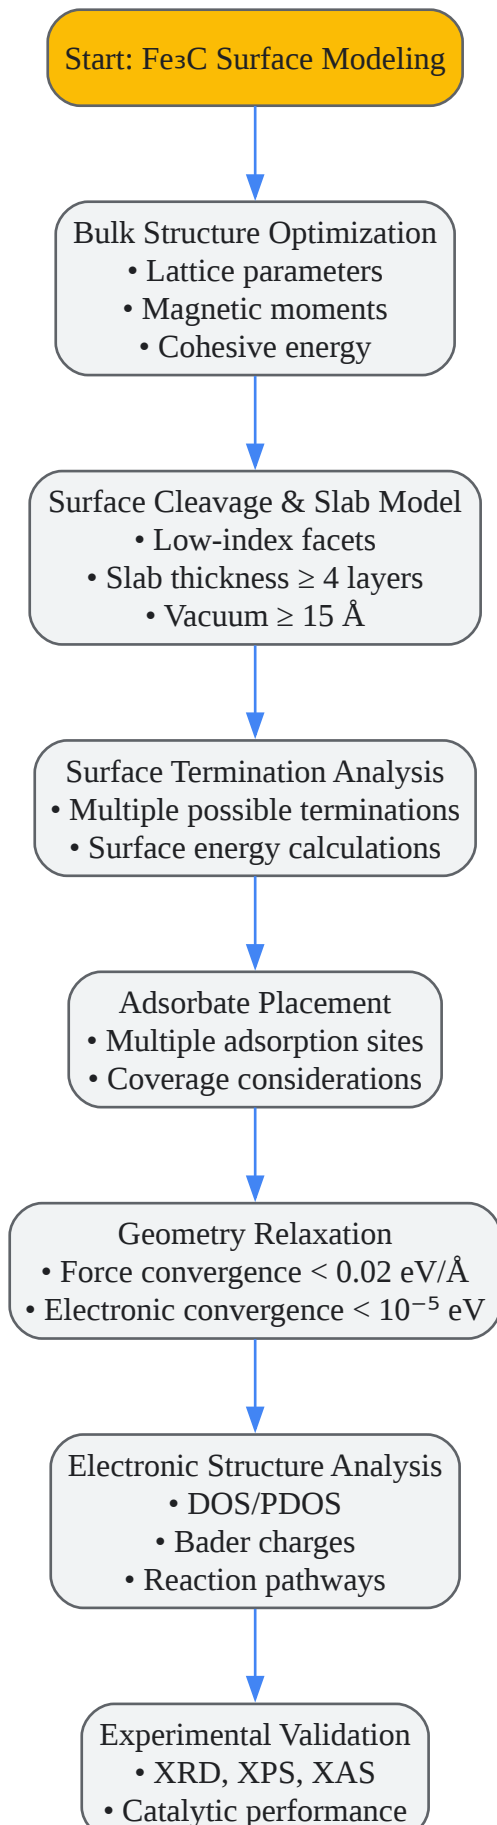 Start: Fe₃C Surface Modeling
Bulk Structure Optimization
• Lattice parameters
• Magnetic moments
• Cohesive energy
Surface Cleavage & Slab Model
• Low-index facets
• Slab thickness ≥ 4 layers
• Vacuum ≥ 15 Å
Surface Termination Analysis
• Multiple possible terminations
• Surface energy calculations
Adsorbate Placement
• Multiple adsorption sites
• Coverage considerations
Geometry Relaxation
• Force convergence < 0.02 eV/Å
• Electronic convergence < 10⁻⁵ eV
Electronic Structure Analysis
• DOS/PDOS
• Bader charges
• Reaction pathways
Experimental Validation
• XRD, XPS, XAS
• Catalytic performance